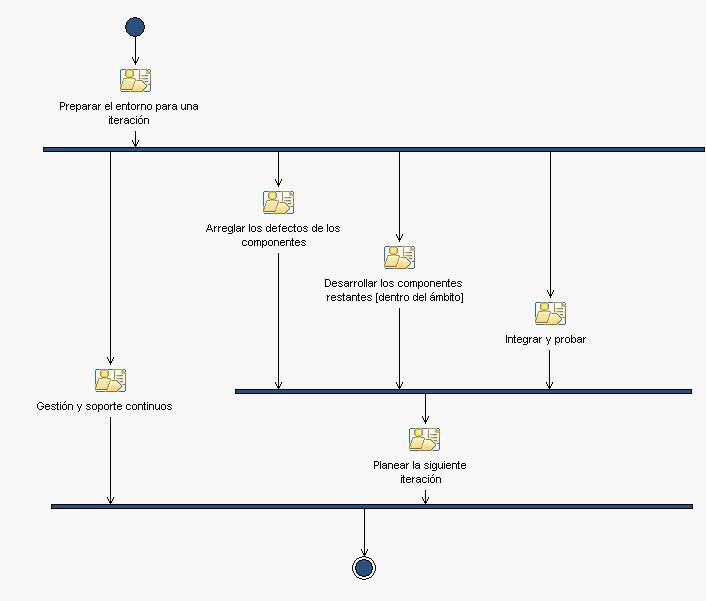 Preparar el entorno para una
iteración
Arreglar los defectos de los
componentes
Desarrollar los componentes
restantes [dentro del ámbito]
Integrar y probar
Gestión y soporte continuos
Planear la siguiente
iteración